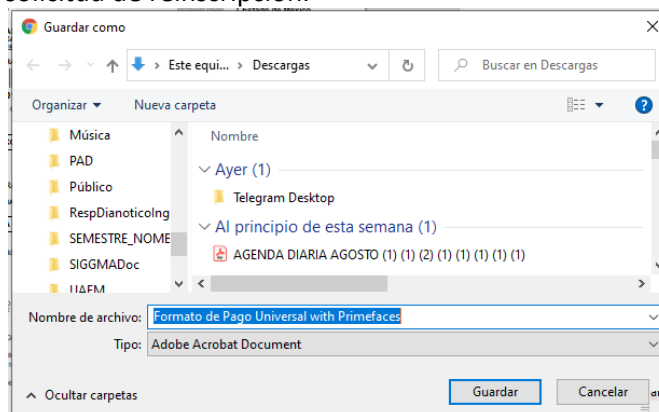 solicitud de reinscripción.
Guardar como
Este equi... > Descargas
Buscar en Descargas
Organizar
Nueva carpeta
?
Música
PAD
Público
RespDianoticoIng
SEMESTRE_NOME
SIGGMADoc
UAEM
Nombre
Ayer (1)
Telegram Desktop
Al principio de esta semana (1)
AGENDA DIARIA AGOSTO (1) (1) (2) (1) (1) (1) (1) (1)
Nombre de archivo: Formato de Pago Universal with Primefaces
Tipo: Adobe Acrobat Document
Ocultar carpetas
Guardar
Cancelar